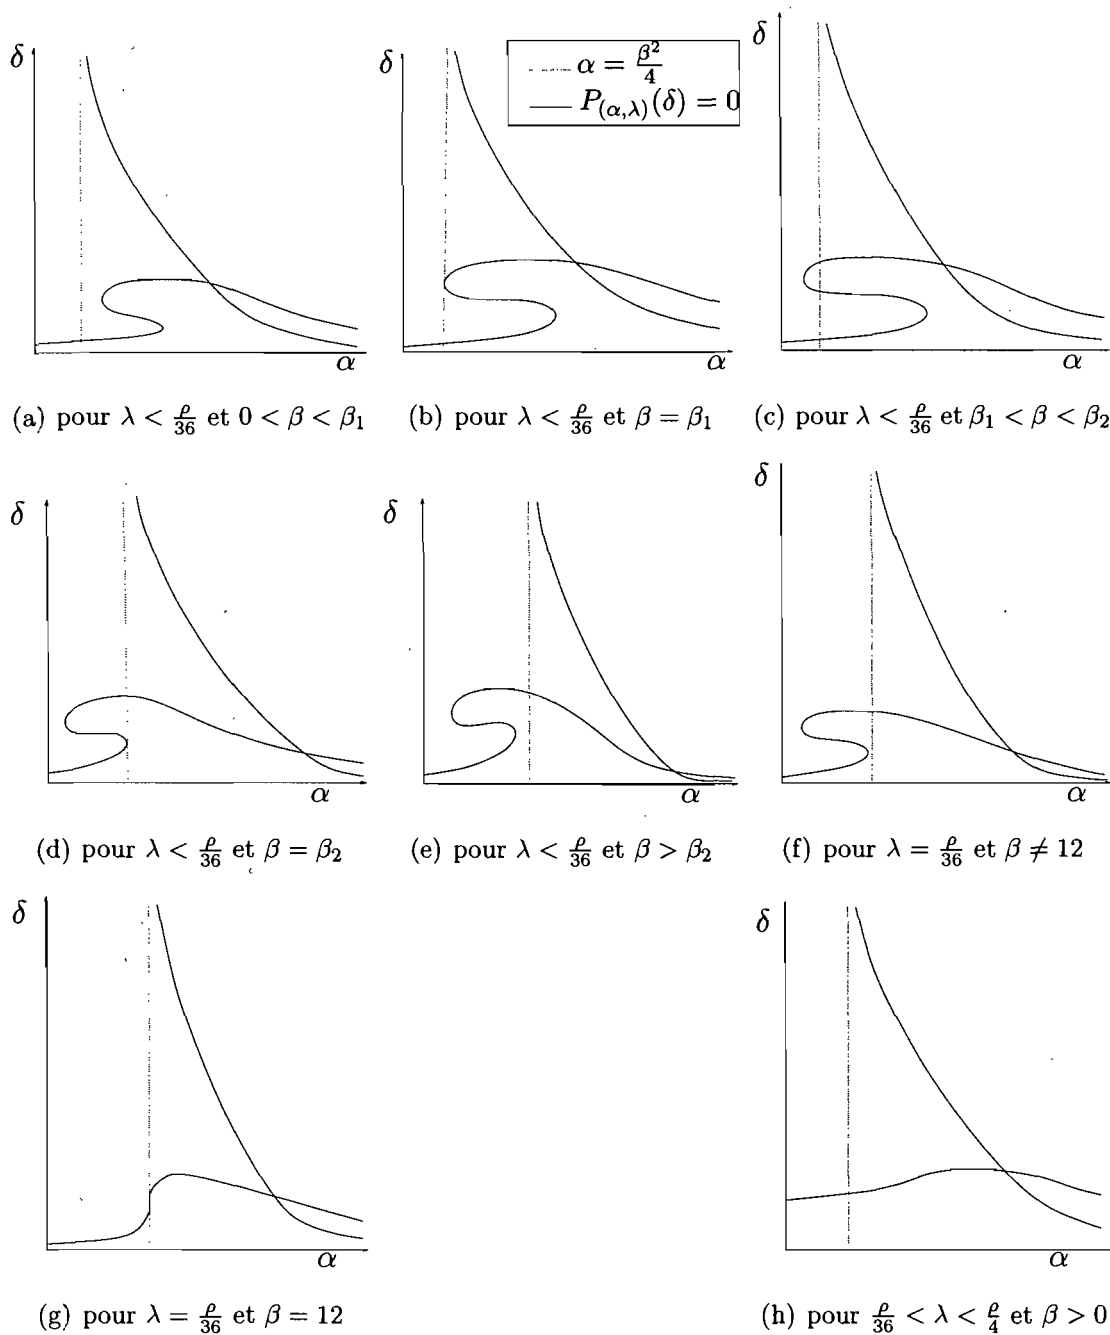 δ
α
δ
α = β²/4
P_(α,λ)(δ) = 0
α
δ
α
(a) pour λ < ρ/36 et 0 < β < β₁
(b) pour λ < ρ/36 et β = β₁
(c) pour λ < ρ/36 et β₁ < β < β₂
δ
α
δ
α
δ
α
(d) pour λ < ρ/36 et β = β₂
(e) pour λ < ρ/36 et β > β₂
(f) pour λ = ρ/36 et β ≠ 12
δ
α
δ
α
(g) pour λ = ρ/36 et β = 12
(h) pour ρ/36 < λ < ρ/4 et β > 0